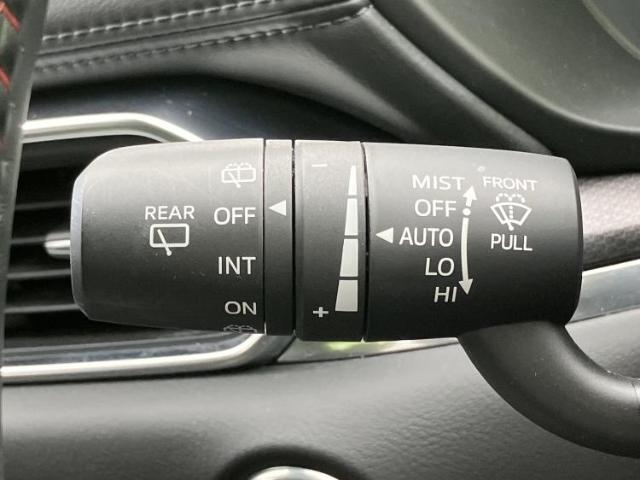 REAR
OFF
INT
ON
−
+
MIST
OFF
AUTO
LO
HI
FRONT
PULL